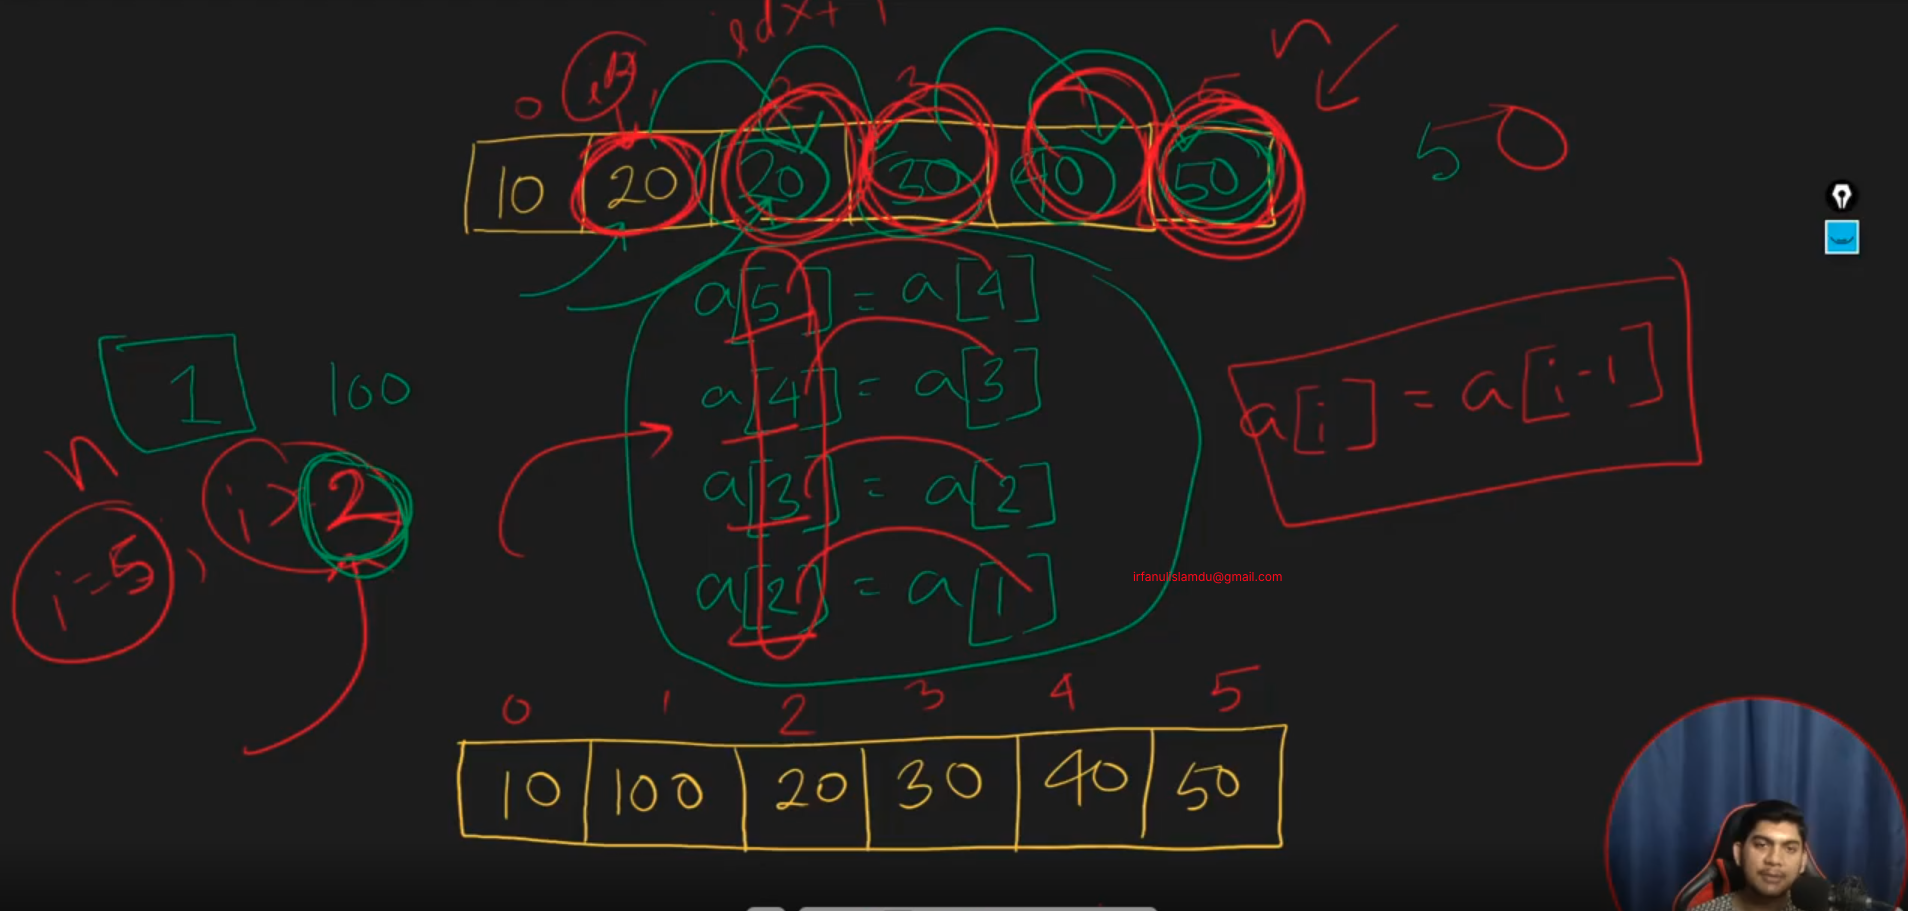 idx+1
n
idx
0 1 2 3 4 5
10 20 20 30 40 50
50
a[5] = a[4]
a[4] = a[3]
a[i] = a[i-1]
1 100
n
i=5, i>2
a[3] = a[2]
a[2] = a[1]
irfanulislamdu@gmail.com
0 1 2 3 4 5
10 100 20 30 40 50